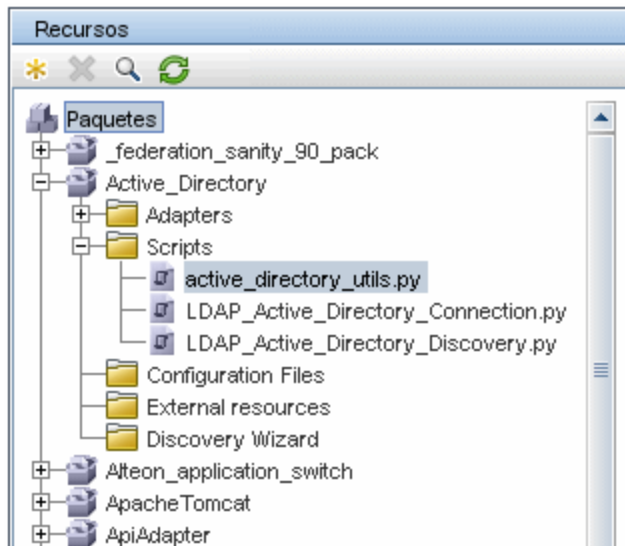 Recursos
Paquetes
_federation_sanity_90_pack
Active_Directory
Adapters
Scripts
active_directory_utils.py
LDAP_Active_Directory_Connection.py
LDAP_Active_Directory_Discovery.py
Configuration Files
External resources
Discovery Wizard
Alteon_application_switch
ApacheTomcat
ApiAdapter